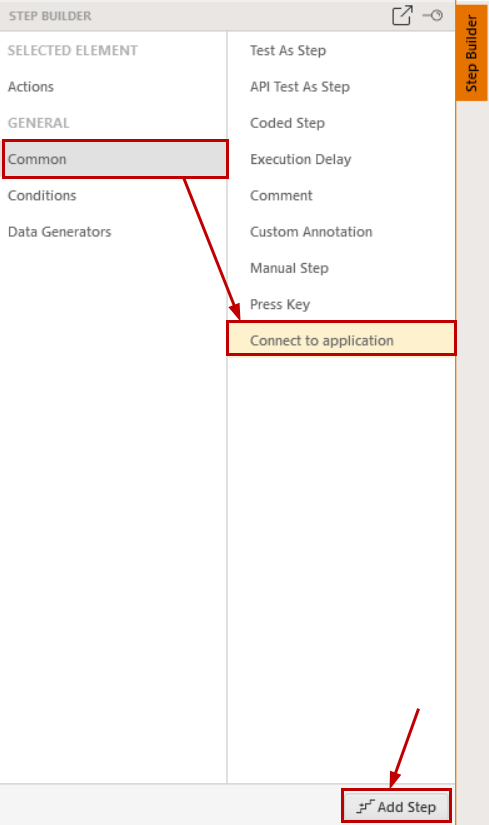 STEP BUILDER
SELECTED ELEMENT
Actions
GENERAL
Common
Conditions
Data Generators
Test As Step
API Test As Step
Coded Step
Execution Delay
Comment
Custom Annotation
Manual Step
Press Key
Connect to application
Add Step
Step Builder